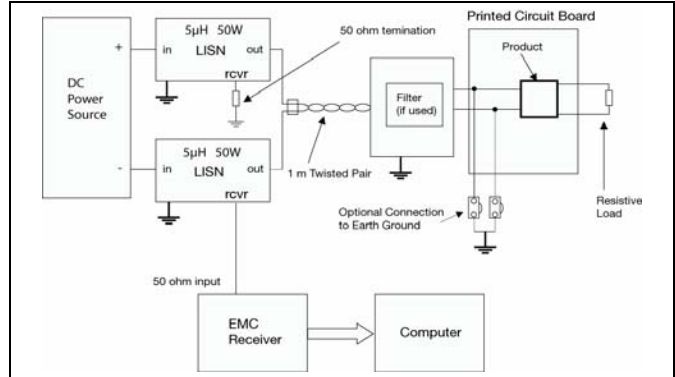 Printed Circuit Board
5µH 50W
50 ohm temination
+
in
out
LISN
rcvr
Product
DC
Power
Source
Filter
(if used)
5µH 50W
-
in
out
LISN
rcvr
1 m Twisted Pair
Optional Connection
to Earth Ground
Resistive
Load
50 ohm input
EMC
Receiver
Computer